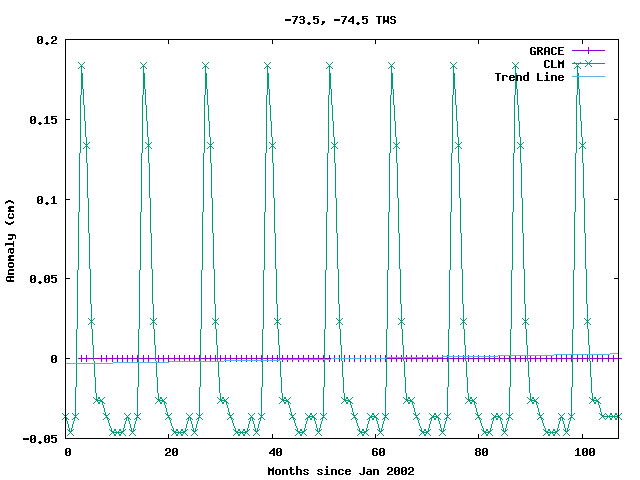 -73.5, -74.5 TWS
GRACE
CLM
Trend Line
0.2
0.15
0.1
0.05
0
-0.05
Anomaly (cm)
0 20 40 60 80 100
Months since Jan 2002